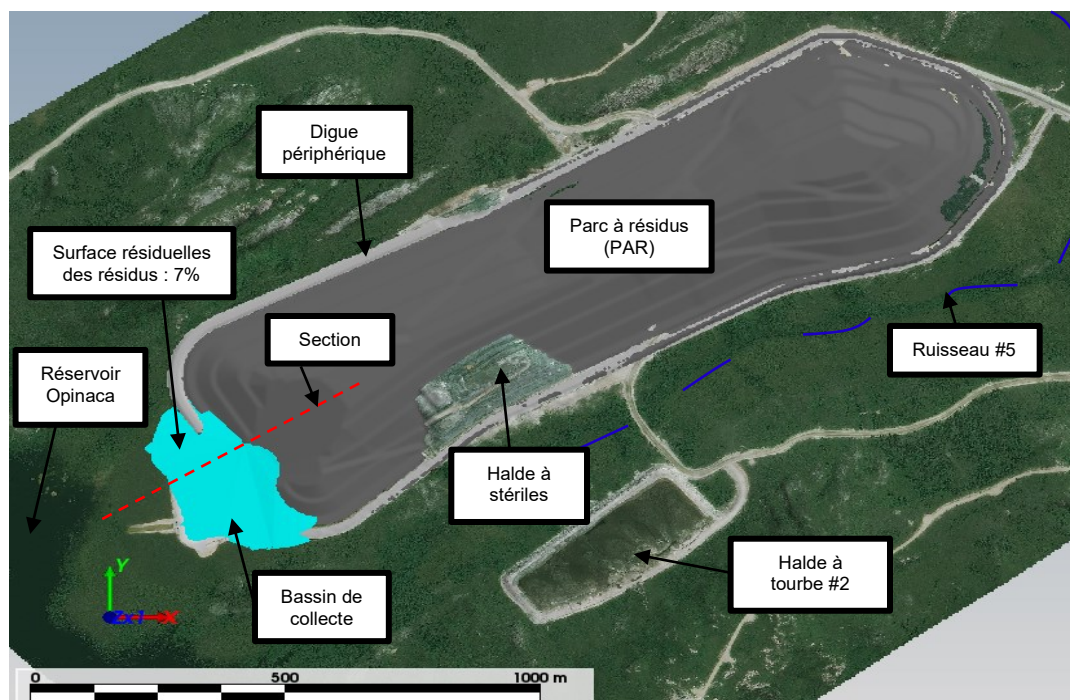 Digue
périphérique
Parc à résidus
(PAR)
Surface résiduelles
des résidus : 7%
Section
Ruisseau #5
Réservoir
Opinaca
Halde à
stériles
Halde à
tourbe #2
Bassin de
collecte
Y
X
0 500 1000 m